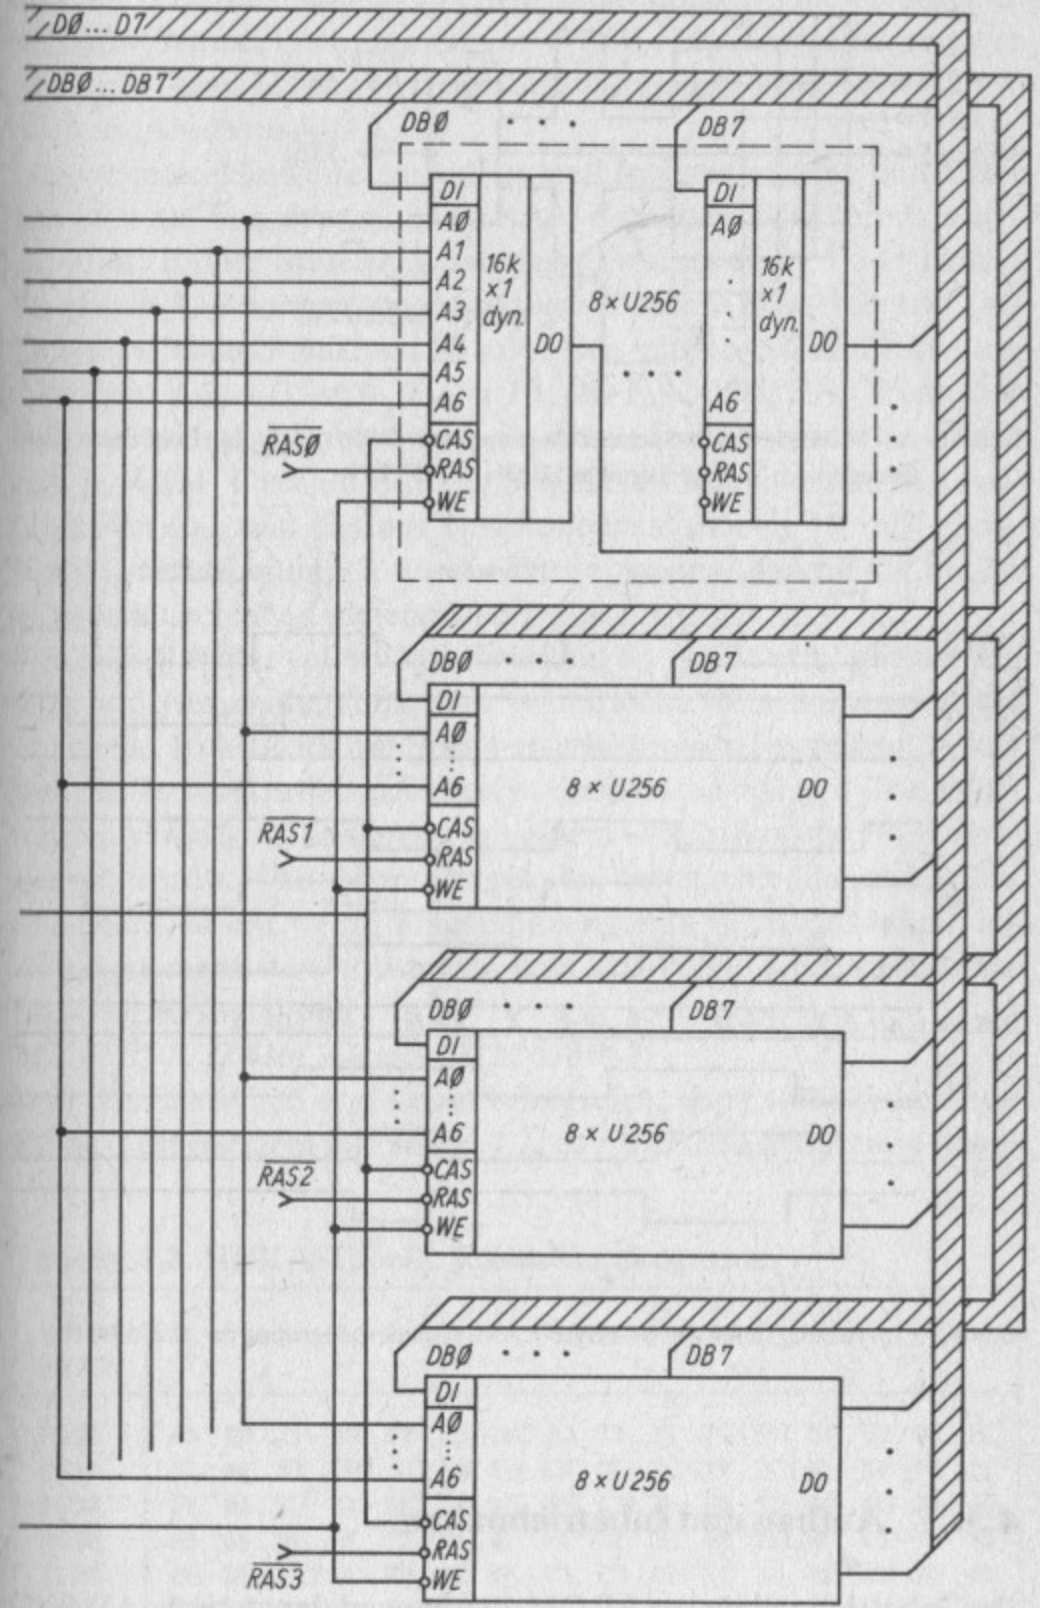 DØ...D7
DBØ...DB7
DBØ ... DB7
DI DI
AØ AØ
A1
A2 16k 16k
×1 8×U256 ×1
A3 dyn. dyn.
A4 DO DO
A5 ...
A6 A6
RASØ CAS CAS
RAS RAS
WE WE
DBØ ... DB7
DI
AØ
A6 8×U256 DO
RAS1 CAS
RAS
WE
DBØ ... DB7
DI
AØ
A6 8×U256 DO
RAS2 CAS
RAS
WE
DBØ ... DB7
DI
AØ
A6 8×U256 DO
CAS
RAS
RAS3 WE